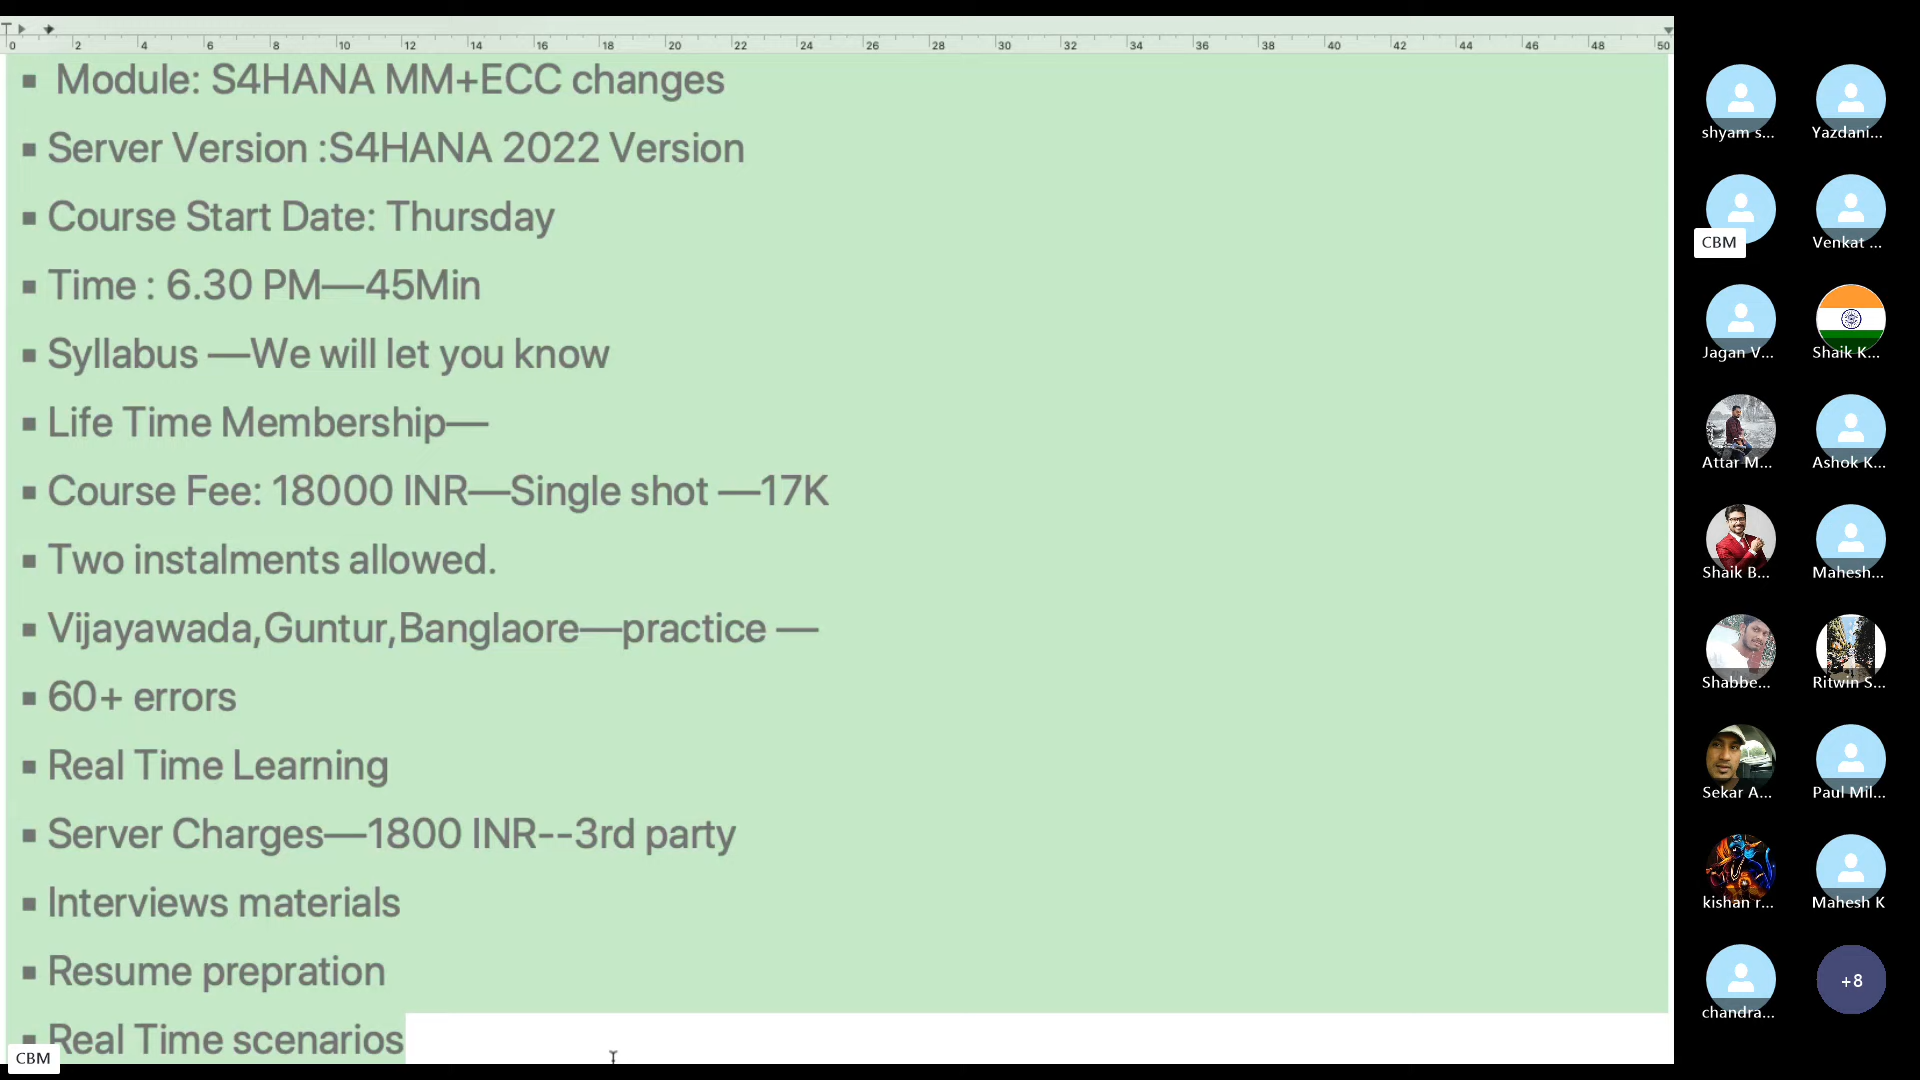 0 2 4 6 8 10 12 14 16 18 20 22 24 26 28 30 32 34 36 38 40 42 44 46 48 50
▪ Module: S4HANA MM+ECC changes
▪ Server Version :S4HANA 2022 Version
▪ Course Start Date: Thursday
▪ Time : 6.30 PM—45Min
▪ Syllabus —We will let you know
▪ Life Time Membership—
▪ Course Fee: 18000 INR—Single shot —17K
▪ Two instalments allowed.
▪ Vijayawada,Guntur,Banglaore—practice —
▪ 60+ errors
▪ Real Time Learning
▪ Server Charges—1800 INR--3rd party
▪ Interviews materials
▪ Resume prepration
▪ Real Time scenarios
CBM
shyam s... Yazdani...
CBM Venkat ...
Jagan V... Shaik K...
Attar M... Ashok K...
Shaik B... Mahesh...
Shabbe... Ritwin S...
Sekar A... Paul Mil...
kishan r... Mahesh K
chandra... +8